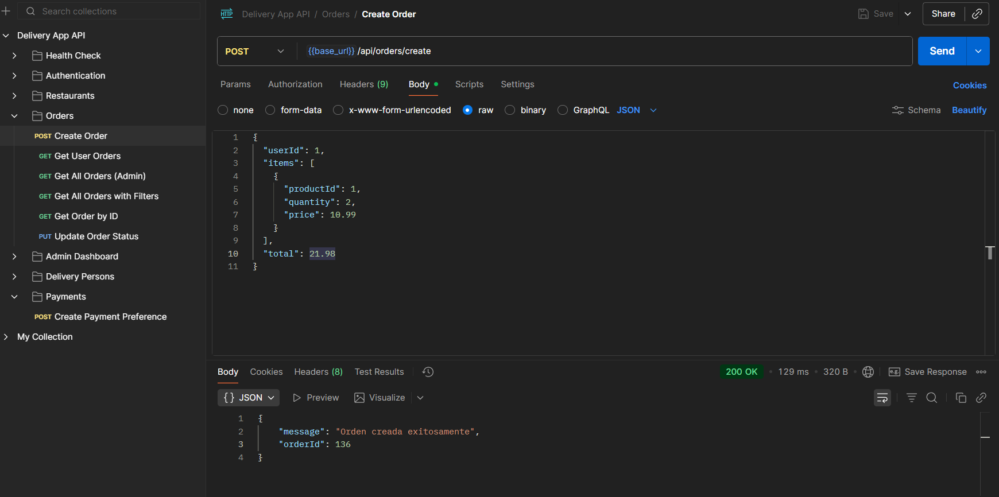 Search collections
Delivery App API
Health Check
Authentication
Restaurants
Orders
POST Create Order
GET Get User Orders
GET Get All Orders (Admin)
GET Get All Orders with Filters
GET Get Order by ID
PUT Update Order Status
Admin Dashboard
Delivery Persons
Payments
POST Create Payment Preference
My Collection
HTTP Delivery App API / Orders / Create Order
Save Share
POST {{base_url}} /api/orders/create Send
Params Authorization Headers (9) Body Scripts Settings Cookies
none form-data x-www-form-urlencoded raw binary GraphQL JSON Schema Beautify
1 {
2 "userId": 1,
3 "items": [
4 {
5 "productId": 1,
6 "quantity": 2,
7 "price": 10.99
8 }
9 ],
10 "total": 21.98
11 }
Body Cookies Headers (8) Test Results 200 OK • 129 ms • 320 B • e.g. Save Response
{} JSON Preview Visualize
1 {
2 "message": "Orden creada exitosamente",
3 "orderId": 136
4 }